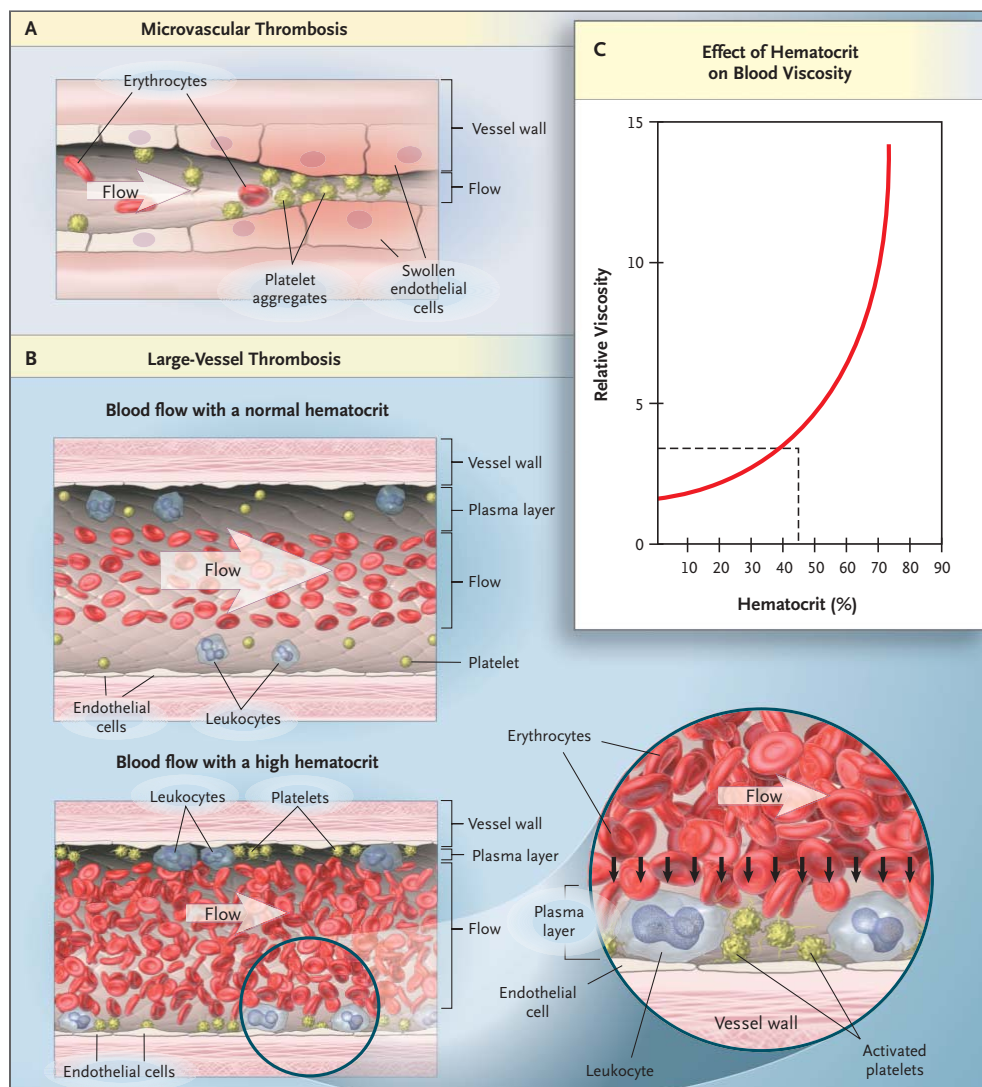 A
Microvascular Thrombosis
Erythrocytes
Vessel wall
Flow
Flow
Platelet
aggregates
Swollen
endothelial
cells
B
Large-Vessel Thrombosis
Blood flow with a normal hematocrit
Vessel wall
Plasma layer
Flow
Flow
Platelet
Endothelial
cells
Leukocytes
Blood flow with a high hematocrit
Leukocytes
Platelets
Vessel wall
Plasma layer
Flow
Flow
Endothelial cells
C
Effect of Hematocrit
on Blood Viscosity
15
10
5
0
Relative Viscosity
10 20 30 40 50 60 70 80 90
Hematocrit (%)
Erythrocytes
Flow
Plasma
layer
Endothelial
cell
Vessel wall
Leukocyte
Activated
platelets